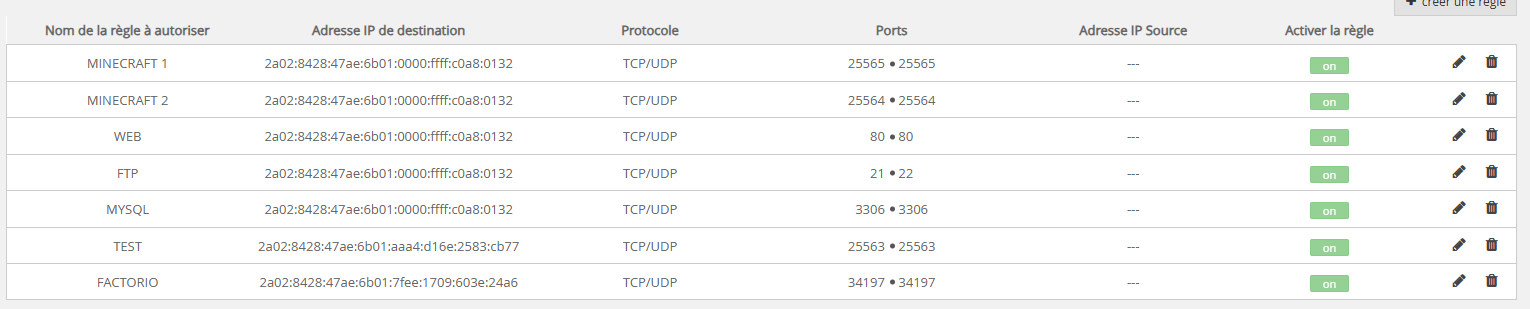 + créer une règle
Nom de la règle à autoriser Adresse IP de destination Protocole Ports Adresse IP Source Activer la règle
MINECRAFT 1 2a02:8428:47ae:6b01:0000:ffff:c0a8:0132 TCP/UDP 25565 • 25565 --- on
MINECRAFT 2 2a02:8428:47ae:6b01:0000:ffff:c0a8:0132 TCP/UDP 25564 • 25564 --- on
WEB 2a02:8428:47ae:6b01:0000:ffff:c0a8:0132 TCP/UDP 80 • 80 --- on
FTP 2a02:8428:47ae:6b01:0000:ffff:c0a8:0132 TCP/UDP 21 • 22 --- on
MYSQL 2a02:8428:47ae:6b01:0000:ffff:c0a8:0132 TCP/UDP 3306 • 3306 --- on
TEST 2a02:8428:47ae:6b01:aaa4:d16e:2583:cb77 TCP/UDP 25563 • 25563 --- on
FACTORIO 2a02:8428:47ae:6b01:7fee:1709:603e:24a6 TCP/UDP 34197 • 34197 --- on